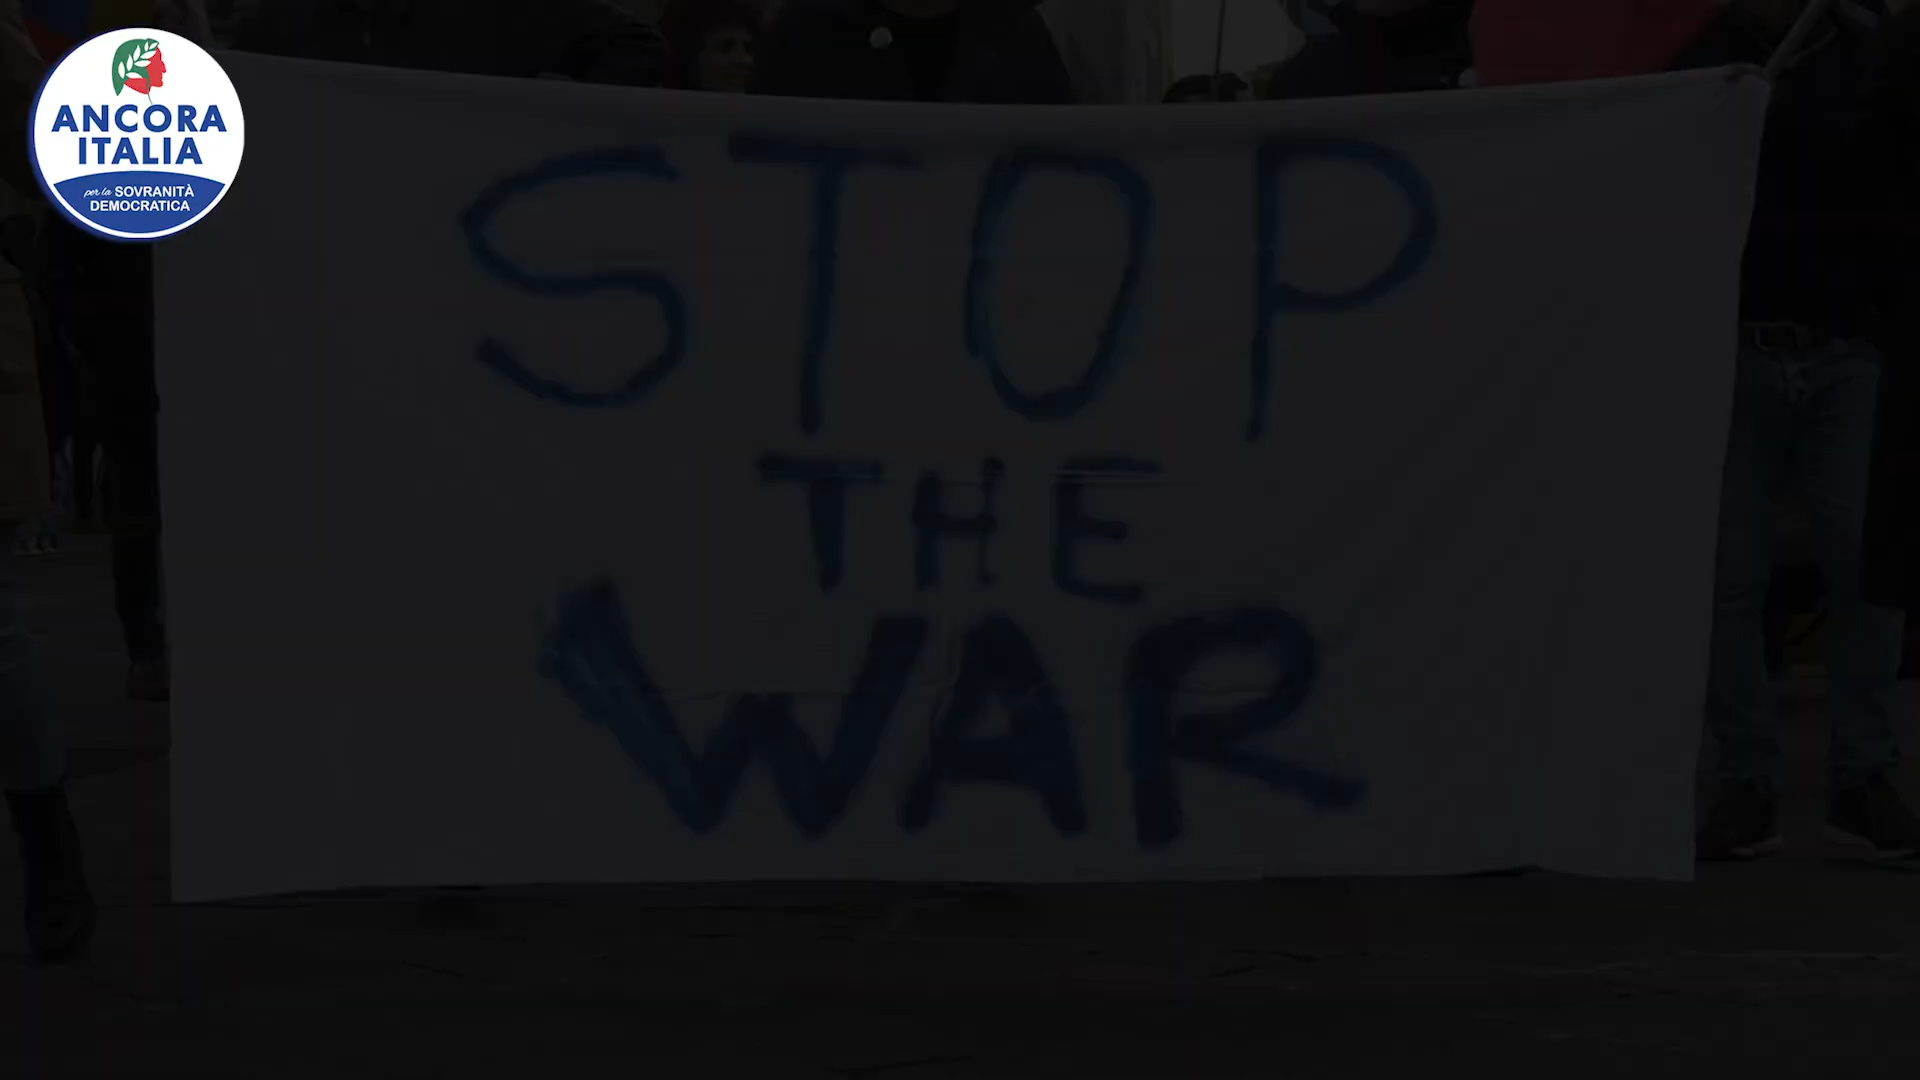 ANCORA
ITALIA
per la SOVRANITÀ
DEMOCRATICA
STOP
THE
WAR